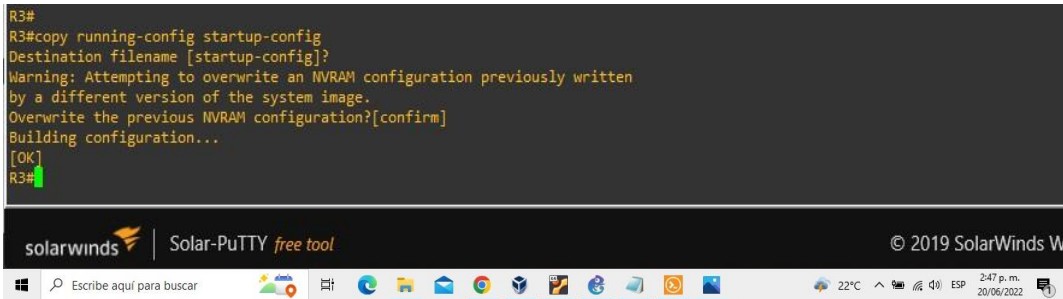 R3#
R3#copy running-config startup-config
Destination filename [startup-config]?
Warning: Attempting to overwrite an NVRAM configuration previously written
by a different version of the system image.
Overwrite the previous NVRAM configuration?[confirm]
Building configuration...
[OK]
R3#
solarwinds | Solar-PuTTY free tool © 2019 SolarWinds W
Escribe aquí para buscar 22°C ESP 2:47 p. m.
20/06/2022